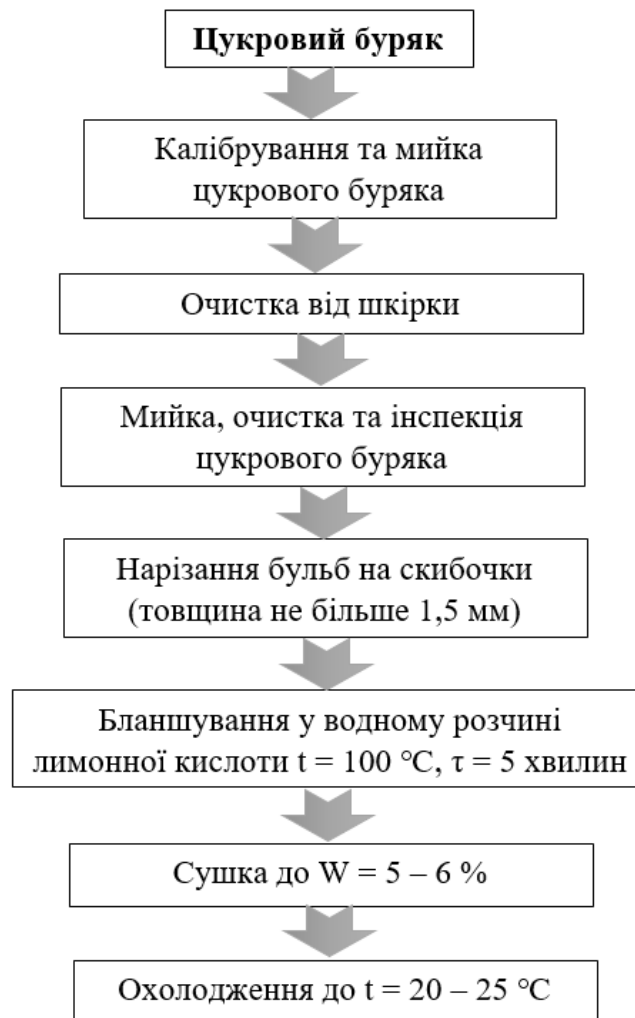 Цукровий буряк
Калібрування та мийка
цукрового буряка
Очистка від шкірки
Мийка, очистка та інспекція
цукрового буряка
Нарізання бульб на скибочки
(товщина не більше 1,5 мм)
Бланшування у водному розчині
лимонної кислоти t = 100 °C, τ = 5 хвилин
Сушка до W = 5 – 6 %
Охолодження до t = 20 – 25 °C